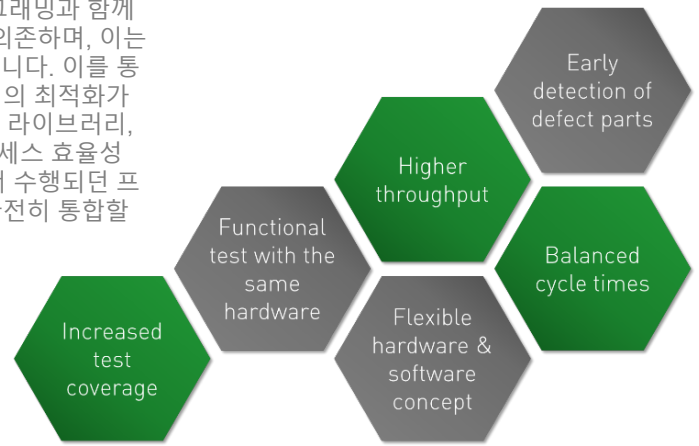 그래밍과 함께
의존하며, 이는
니다. 이를 통
의 최적화가
라이브러리,
세스 효율성
수행되던 프
전히 통합할
Early
detection of
defect parts
Higher
throughput
Functional
test with the
same
hardware
Balanced
cycle times
Flexible
hardware &
software
concept
Increased
test
coverage